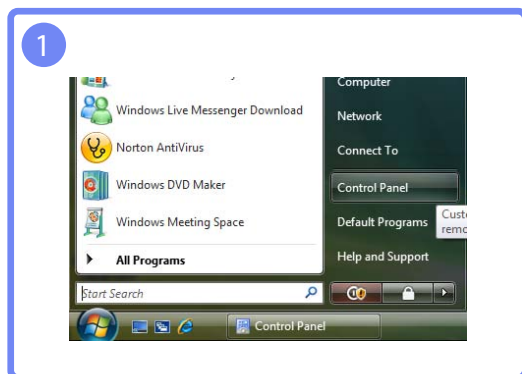 1
Computer
Windows Live Messenger Download
Network
Norton AntiVirus
Connect To
Windows DVD Maker
Control Panel
Windows Meeting Space
Default Programs
All Programs
Help and Support
Start Search
Control Panel